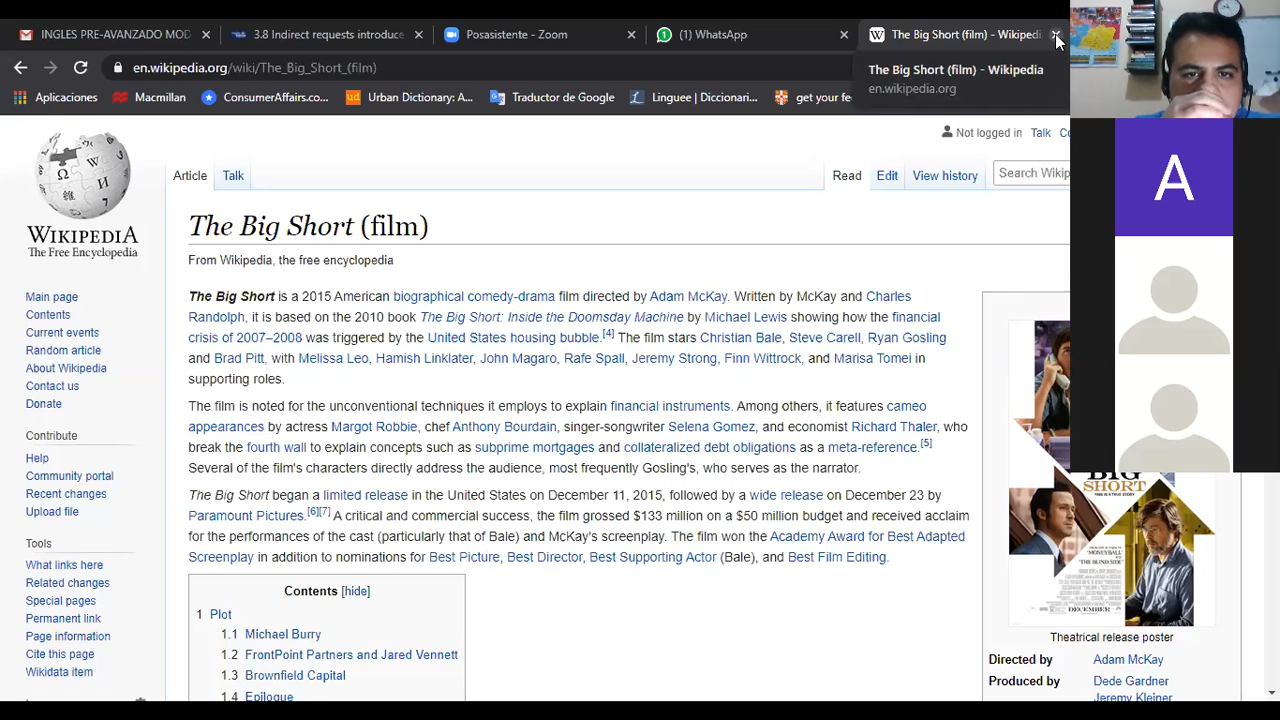 INGLES PRE-AVANZADO MOD
3.8 Indirect requests introduce
Posasistente - Zoom
(1) WhatsApp
The Big Short (film) - Wikipedi
en.wikipedia.org/wiki/The_Big_Short_(film)
The Big Short (film) - Wikipedia
en.wikipedia.org
Aplicaciones
Macmillan
ConsumerAffairs.co...
Urban Dictionary: A...
Traductor de Google
Linguee | Diccionari...
get your fe
Not logged in Talk Co
Article Talk
Read Edit View history
Search Wikip
WIKIPEDIA
The Free Encyclopedia
Main page
Contents
Current events
Random article
About Wikipedia
Contact us
Donate
Contribute
Help
Community portal
Recent changes
Upload file
Tools
What links here
Related changes
Special pages
Permanent link
Page information
Cite this page
Wikidata item
The Big Short (film)
From Wikipedia, the free encyclopedia
The Big Short is a 2015 American biographical comedy-drama film directed by Adam McKay. Written by McKay and Charles
Randolph, it is based on the 2010 book The Big Short: Inside the Doomsday Machine by Michael Lewis showing how the financial
crisis of 2007–2008 was triggered by the United States housing bubble.[4] The film stars Christian Bale, Steve Carell, Ryan Gosling
and Brad Pitt, with Melissa Leo, Hamish Linklater, John Magaro, Rafe Spall, Jeremy Strong, Finn Wittrock, and Marisa Tomei in
supporting roles.
The film is noted for the unconventional techniques it employs to explain financial instruments. Among others, it features cameo
appearances by actress Margot Robbie, chef Anthony Bourdain, singer-songwriter Selena Gomez, and economist Richard Thaler, who
break the fourth wall to explain concepts such as subprime mortgages and collateralized debt obligations as a meta-reference.[5]
Several of the film's characters directly address the audience, most frequently Gosling's, who serves as the narrator.
The Big Short began a limited release in the United States on December 11, 2015, followed by a wide release on December 23 by
Paramount Pictures.[6][7] A critical and commercial success, the film grossed $133 million on a $50 million budget and received acclaim
for the performances of the cast (particularly that of Bale) and McKay's screenplay. The film won the Academy Award for Best Adapted
Screenplay in addition to nominations for Best Picture, Best Director, Best Supporting Actor (Bale), and Best Film Editing.
Contents [hide]
1 Plot
1.1 Michael Burry
1.2 FrontPoint Partners and Jared Vennett
1.3 Brownfield Capital
1.4 Epilogue
A
BIG
SHORT
DECEMBER
Theatrical release poster
Directed by Adam McKay
Produced by Dede Gardner
Jeremy Kleiner